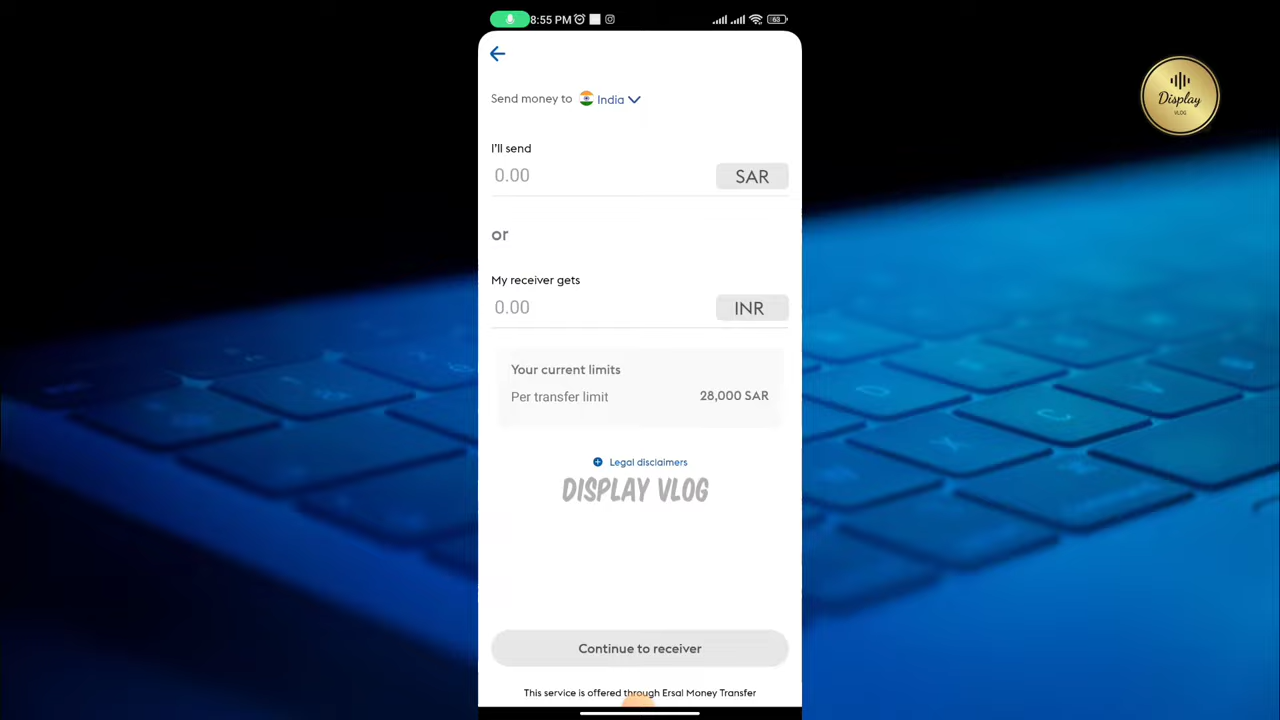 8:55 PM
63
Send money to India
I'll send
0.00 SAR
or
My receiver gets
0.00 INR
Your current limits
Per transfer limit 28,000 SAR
Legal disclaimers
DISPLAY VLOG
Continue to receiver
This service is offered through Ersal Money Transfer
Display
VLOG